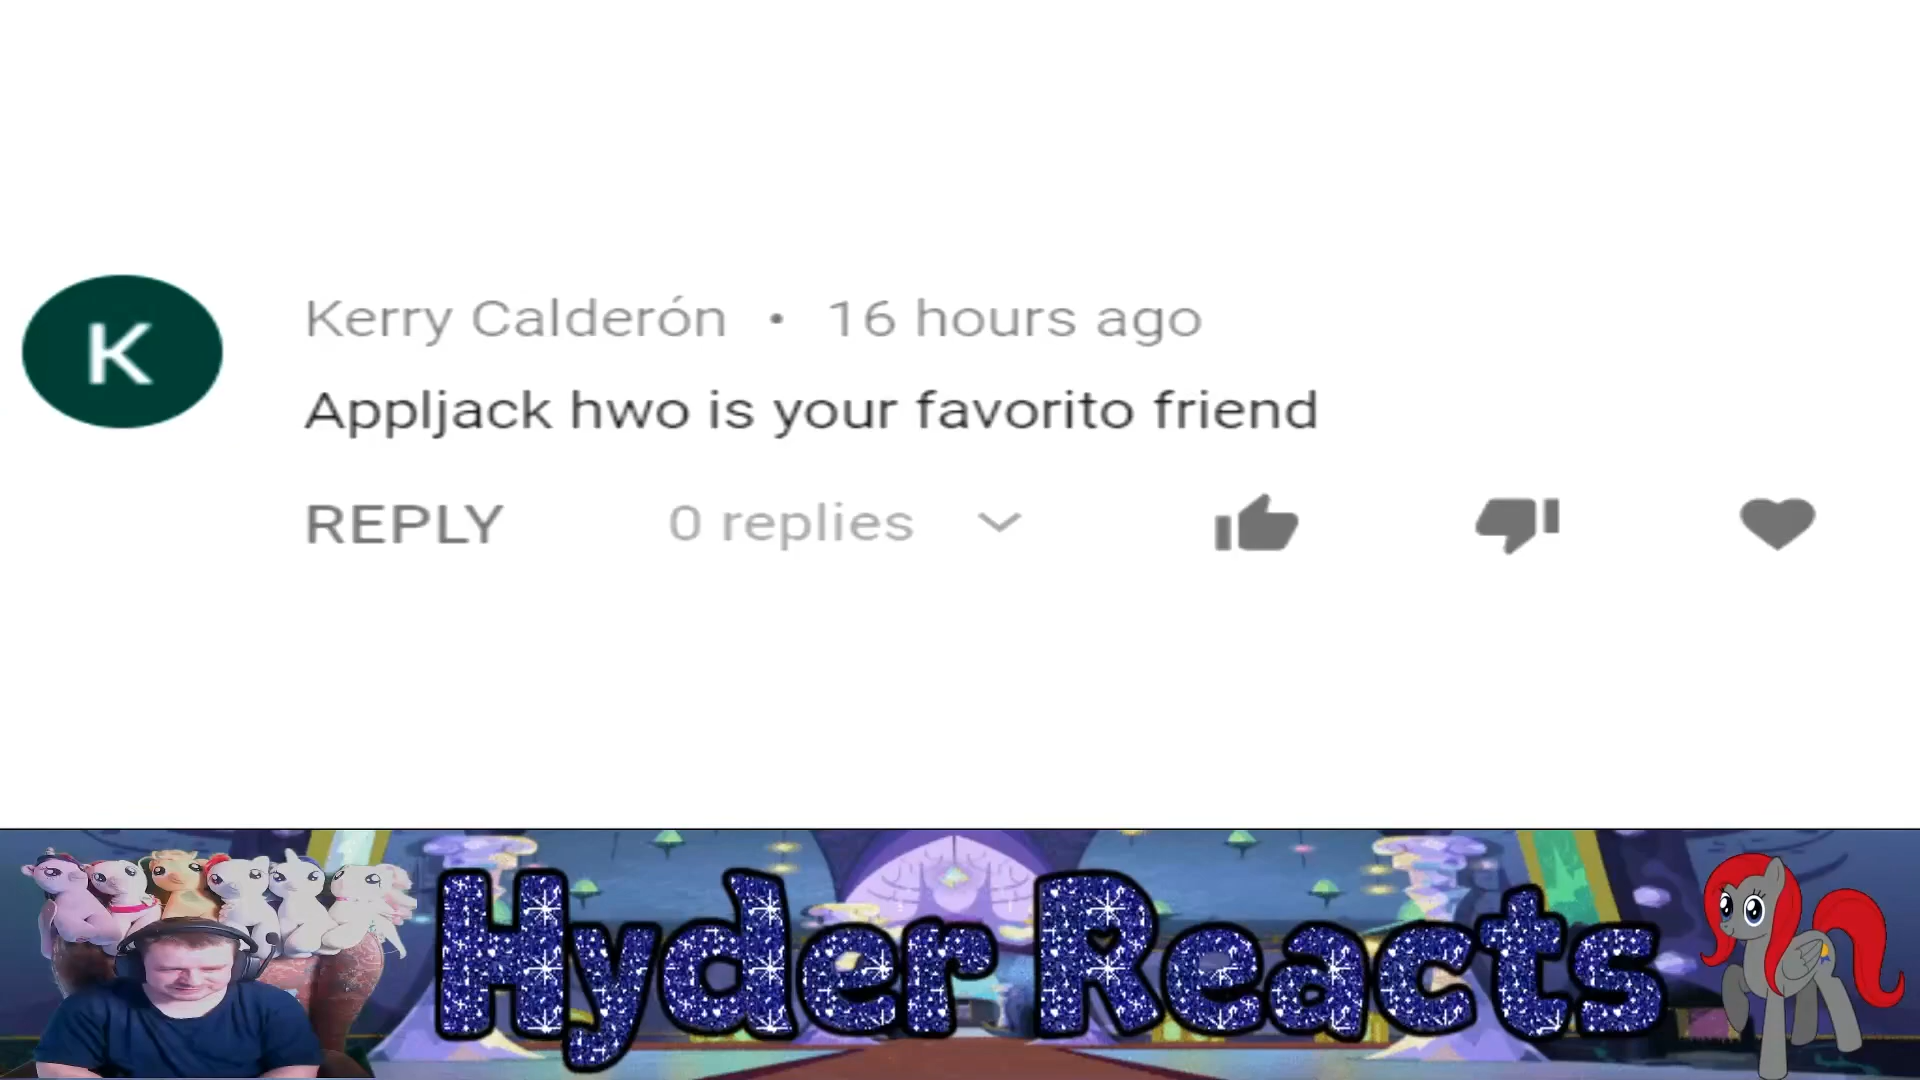 K
Kerry Calderón • 16 hours ago
Appljack hwo is your favorito friend
REPLY 0 replies
Hyder Reacts